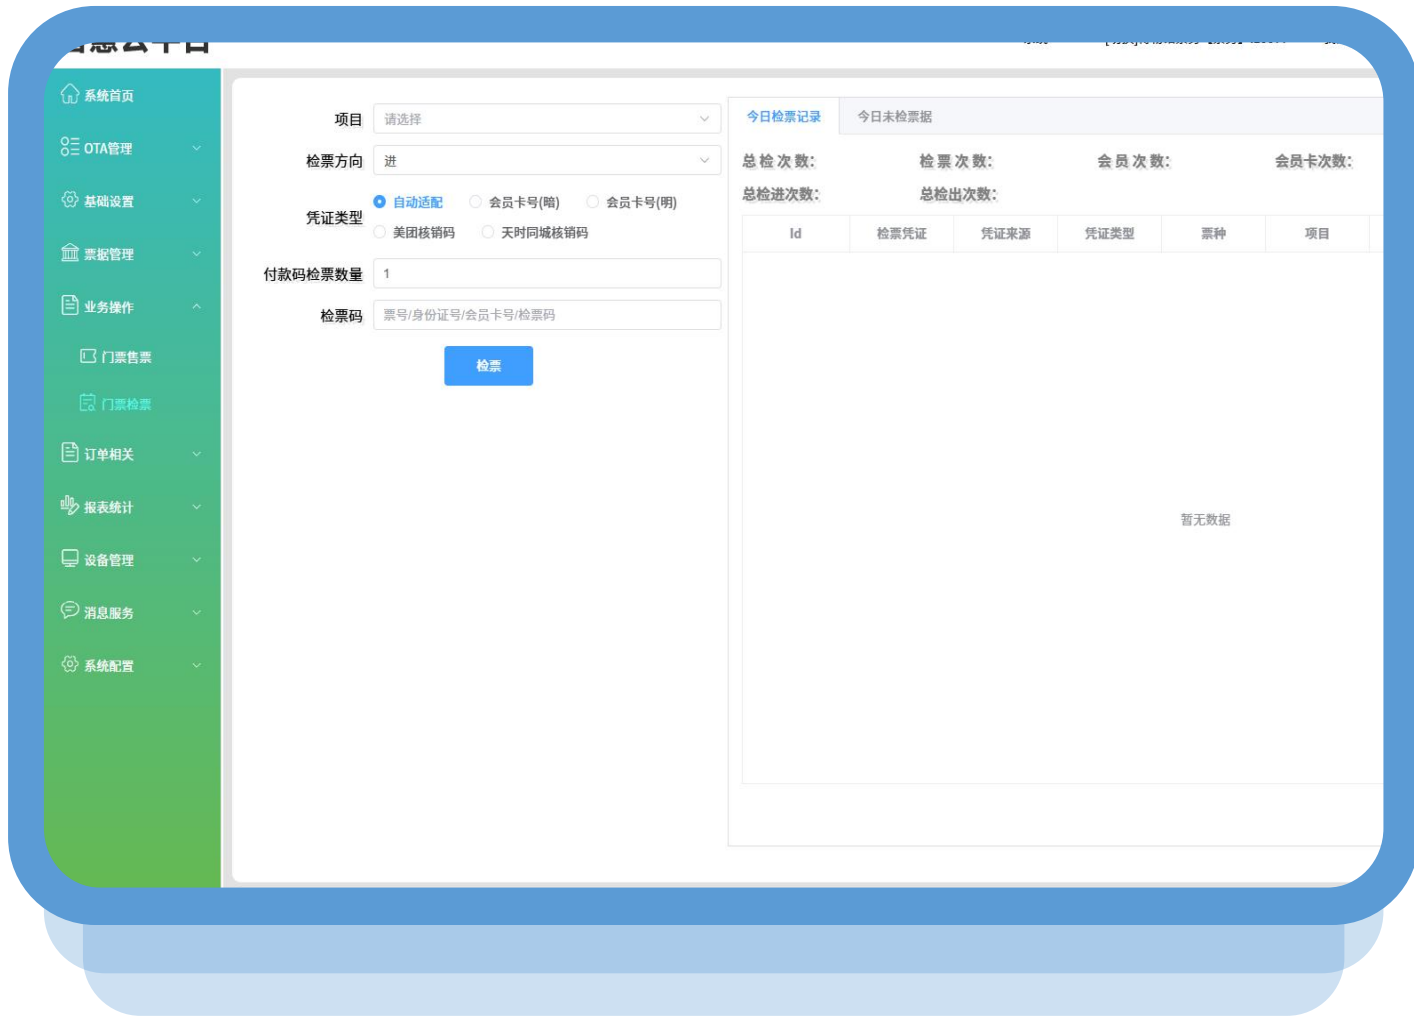 系统首页
OTA管理
基础设置
票据管理
业务操作
门票售票
门票检票
订单相关
报表统计
设备管理
消息服务
系统配置
项目 请选择
检票方向 进
凭证类型 自动适配 会员卡号(暗) 会员卡号(明)
美团核销码 天时同城核销码
付款码检票数量 1
检票码 票号/身份证号/会员卡号/检票码
检票
今日检票记录 今日未检票据
总检次数: 检票次数: 会员次数: 会员卡次数:
总检进次数: 总检出次数:
Id 检票凭证 凭证来源 凭证类型 票种 项目
暂无数据